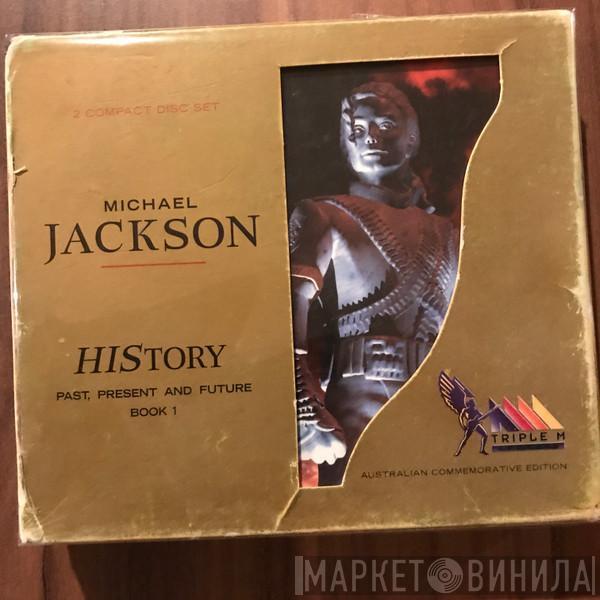 2 COMPACT DISC SET
MICHAEL
JACKSON
HISTORY
PAST, PRESENT AND FUTURE
BOOK 1
TRIPLE M
AUSTRALIAN COMMEMORATIVE EDITION
МАРКЕТ ВИНИЛА